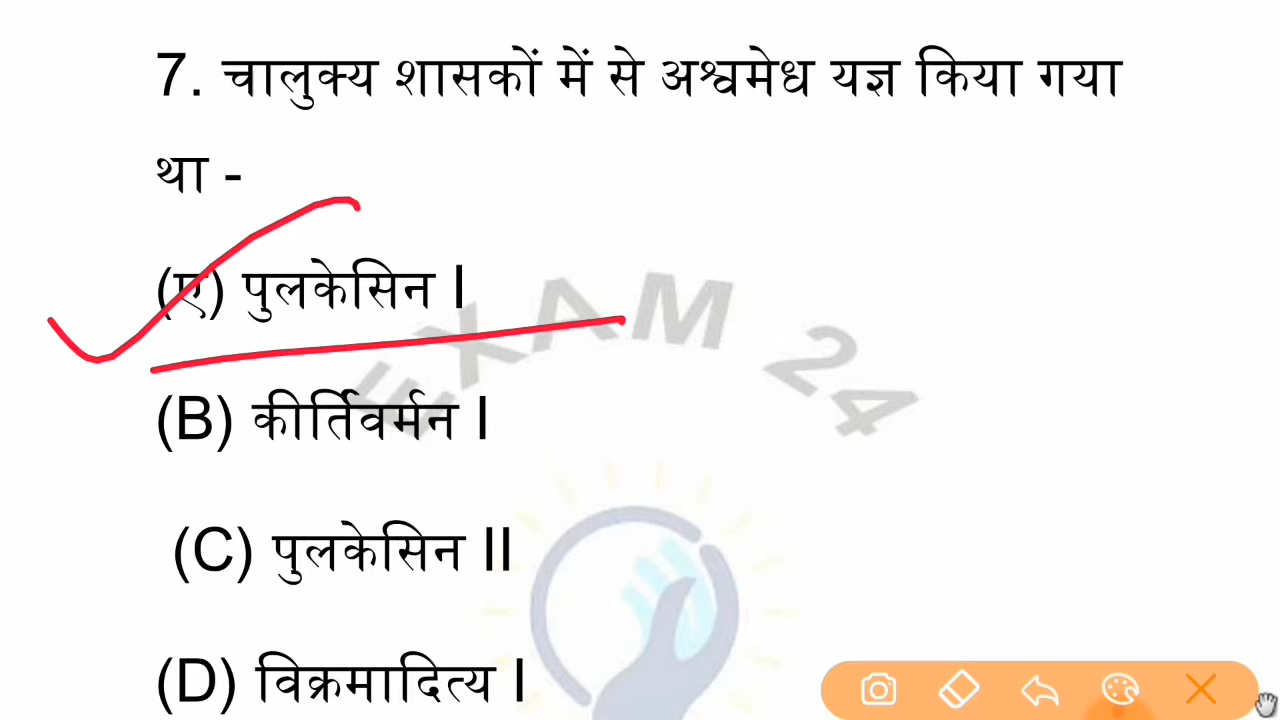 7. चालुक्य शासकों में से अश्वमेध यज्ञ किया गया
था -
(ए) पुलकेसिन I
EXAM 24
(B) कीर्तिवर्मन I
(C) पुलकेसिन II
(D) विक्रमादित्य I